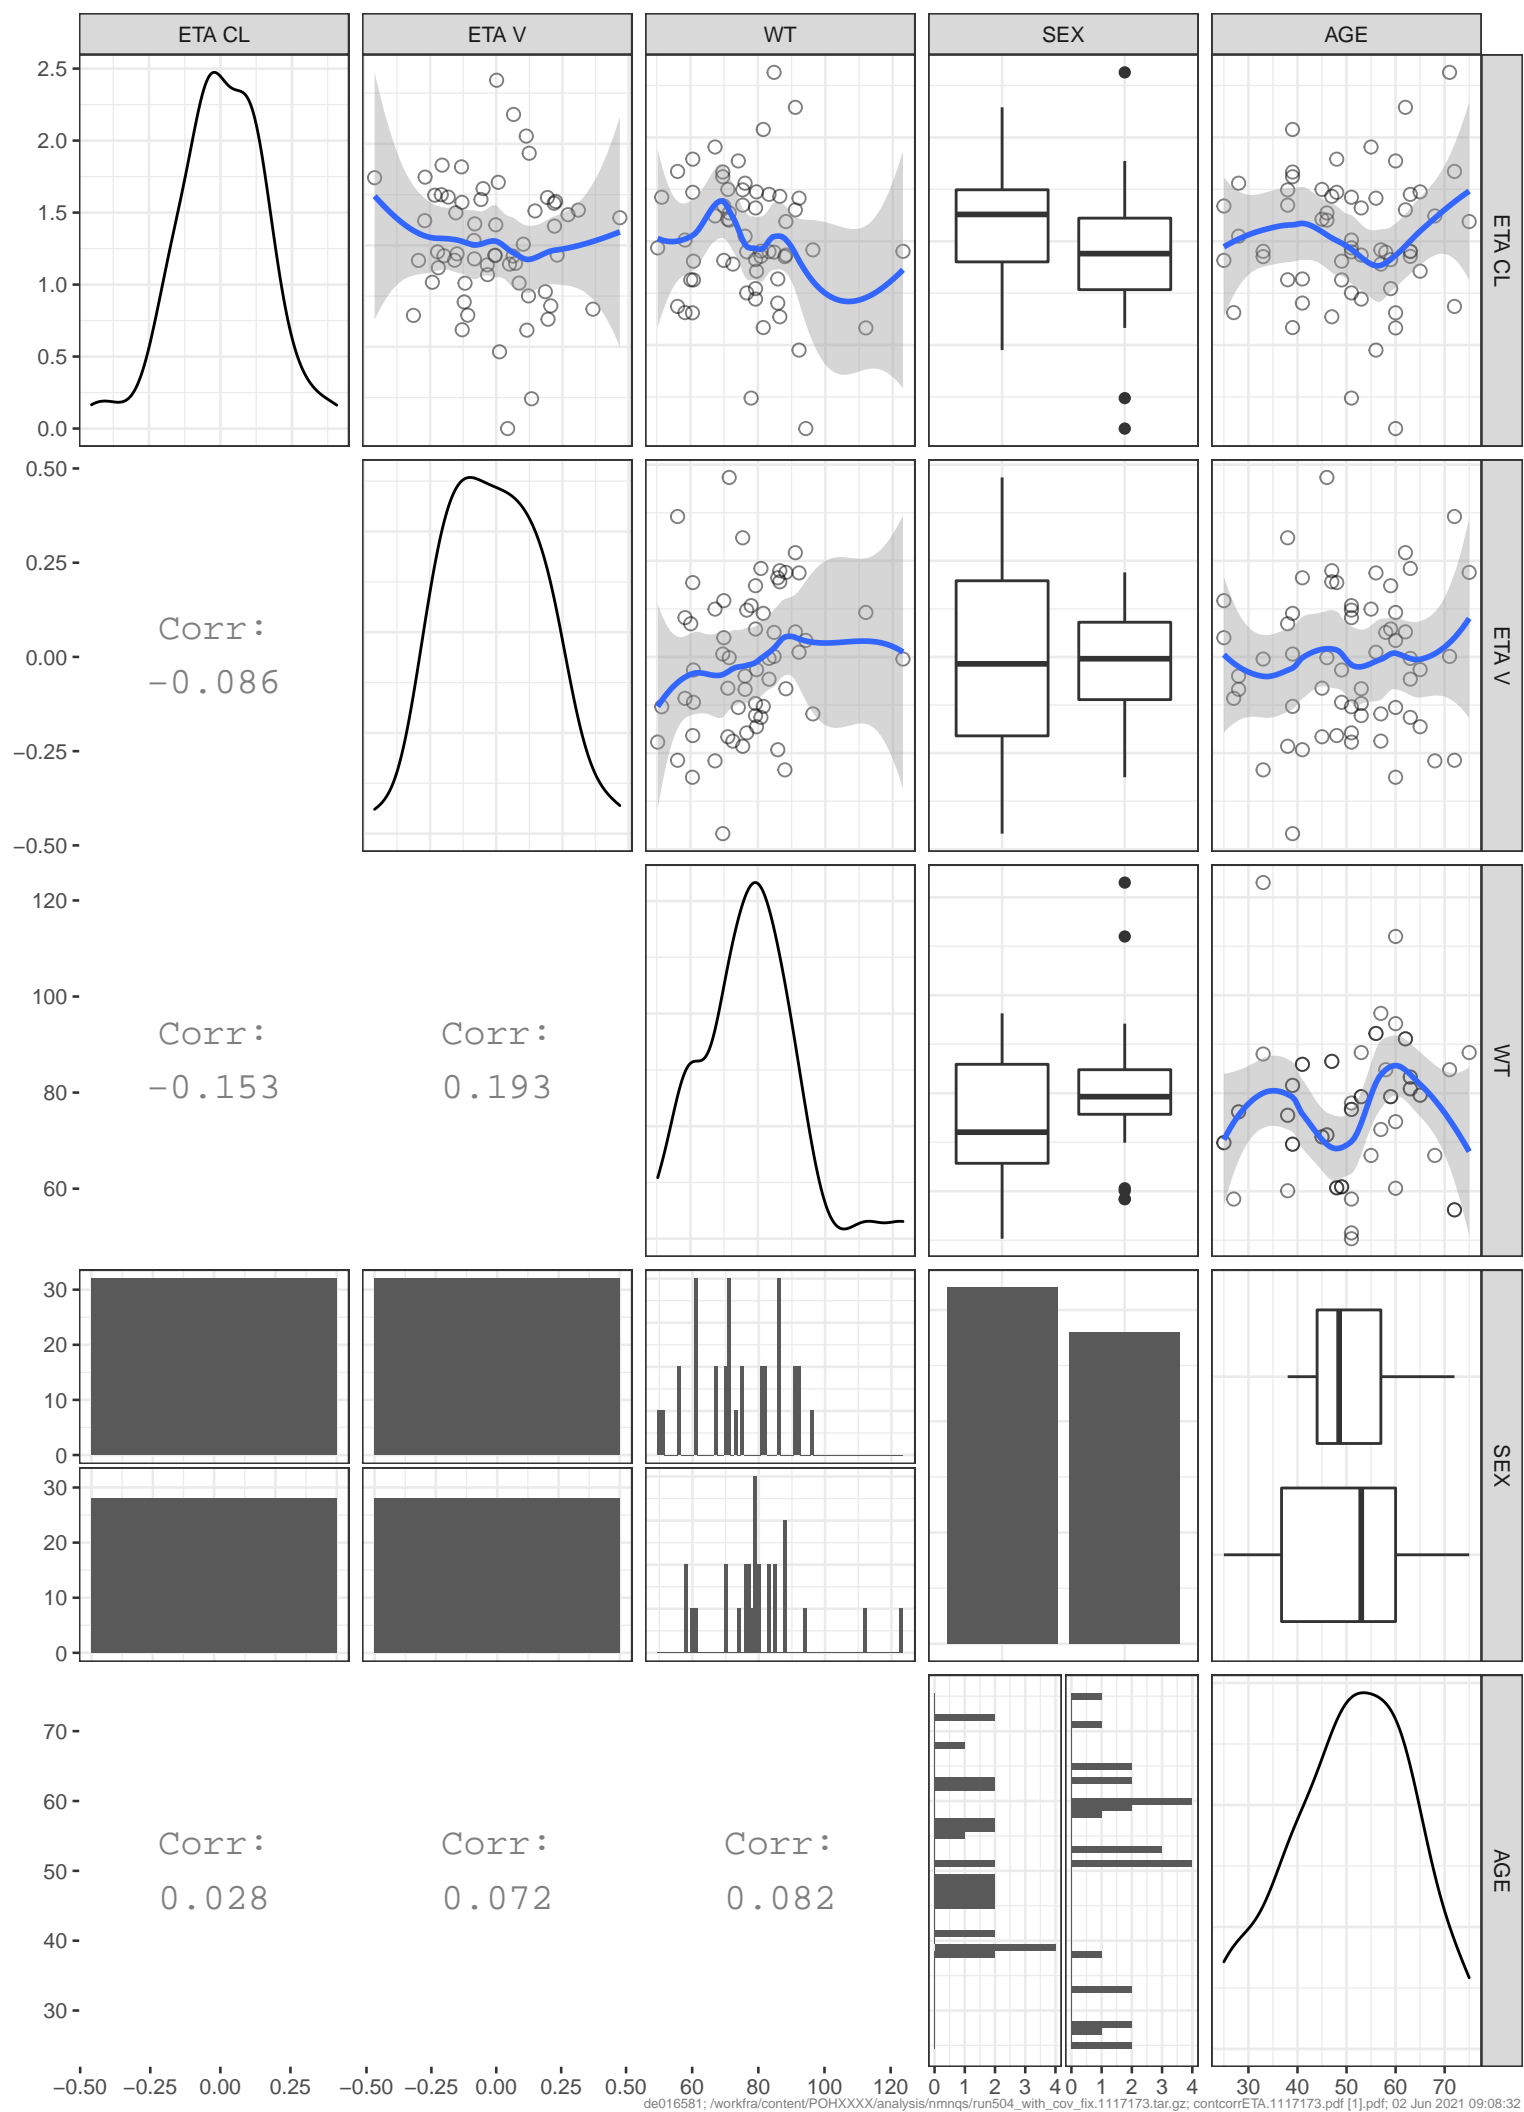 ETA CL
ETA V
WT
SEX
AGE
2.5
2.0
1.5
1.0
0.5
0.0
ETA CL
0.50
0.25
0.00
−0.25
−0.50
Corr:
−0.086
ETA V
120
100
80
60
Corr:
−0.153
Corr:
0.193
WT
30
20
10
0
30
20
10
0
SEX
70
60
50
40
30
Corr:
0.028
Corr:
0.072
Corr:
0.082
AGE
−0.50 −0.25 0.00 0.25
−0.50 −0.25 0.00 0.25 0.50
60 80 100 120
0 1 2 3 4
0 1 2 3 4
30 40 50 60 70
de016581; /workfra/content/POHXXXX/analysis/nmnqs/run504_with_cov_fix.1117173.tar.gz; contcorrETA.1117173.pdf [1].pdf; 02 Jun 2021 09:08:32